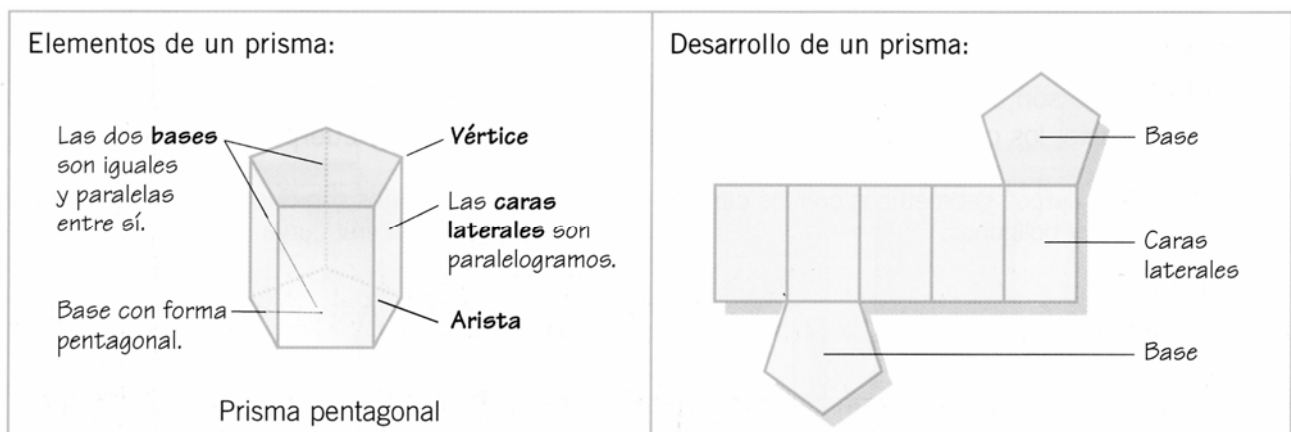 Elementos de un prisma:
Las dos bases
son iguales
y paralelas
entre sí.
Vértice
Las caras
laterales son
paralelogramos.
Base con forma
pentagonal.
Arista
Prisma pentagonal
Desarrollo de un prisma:
Base
Caras
laterales
Base